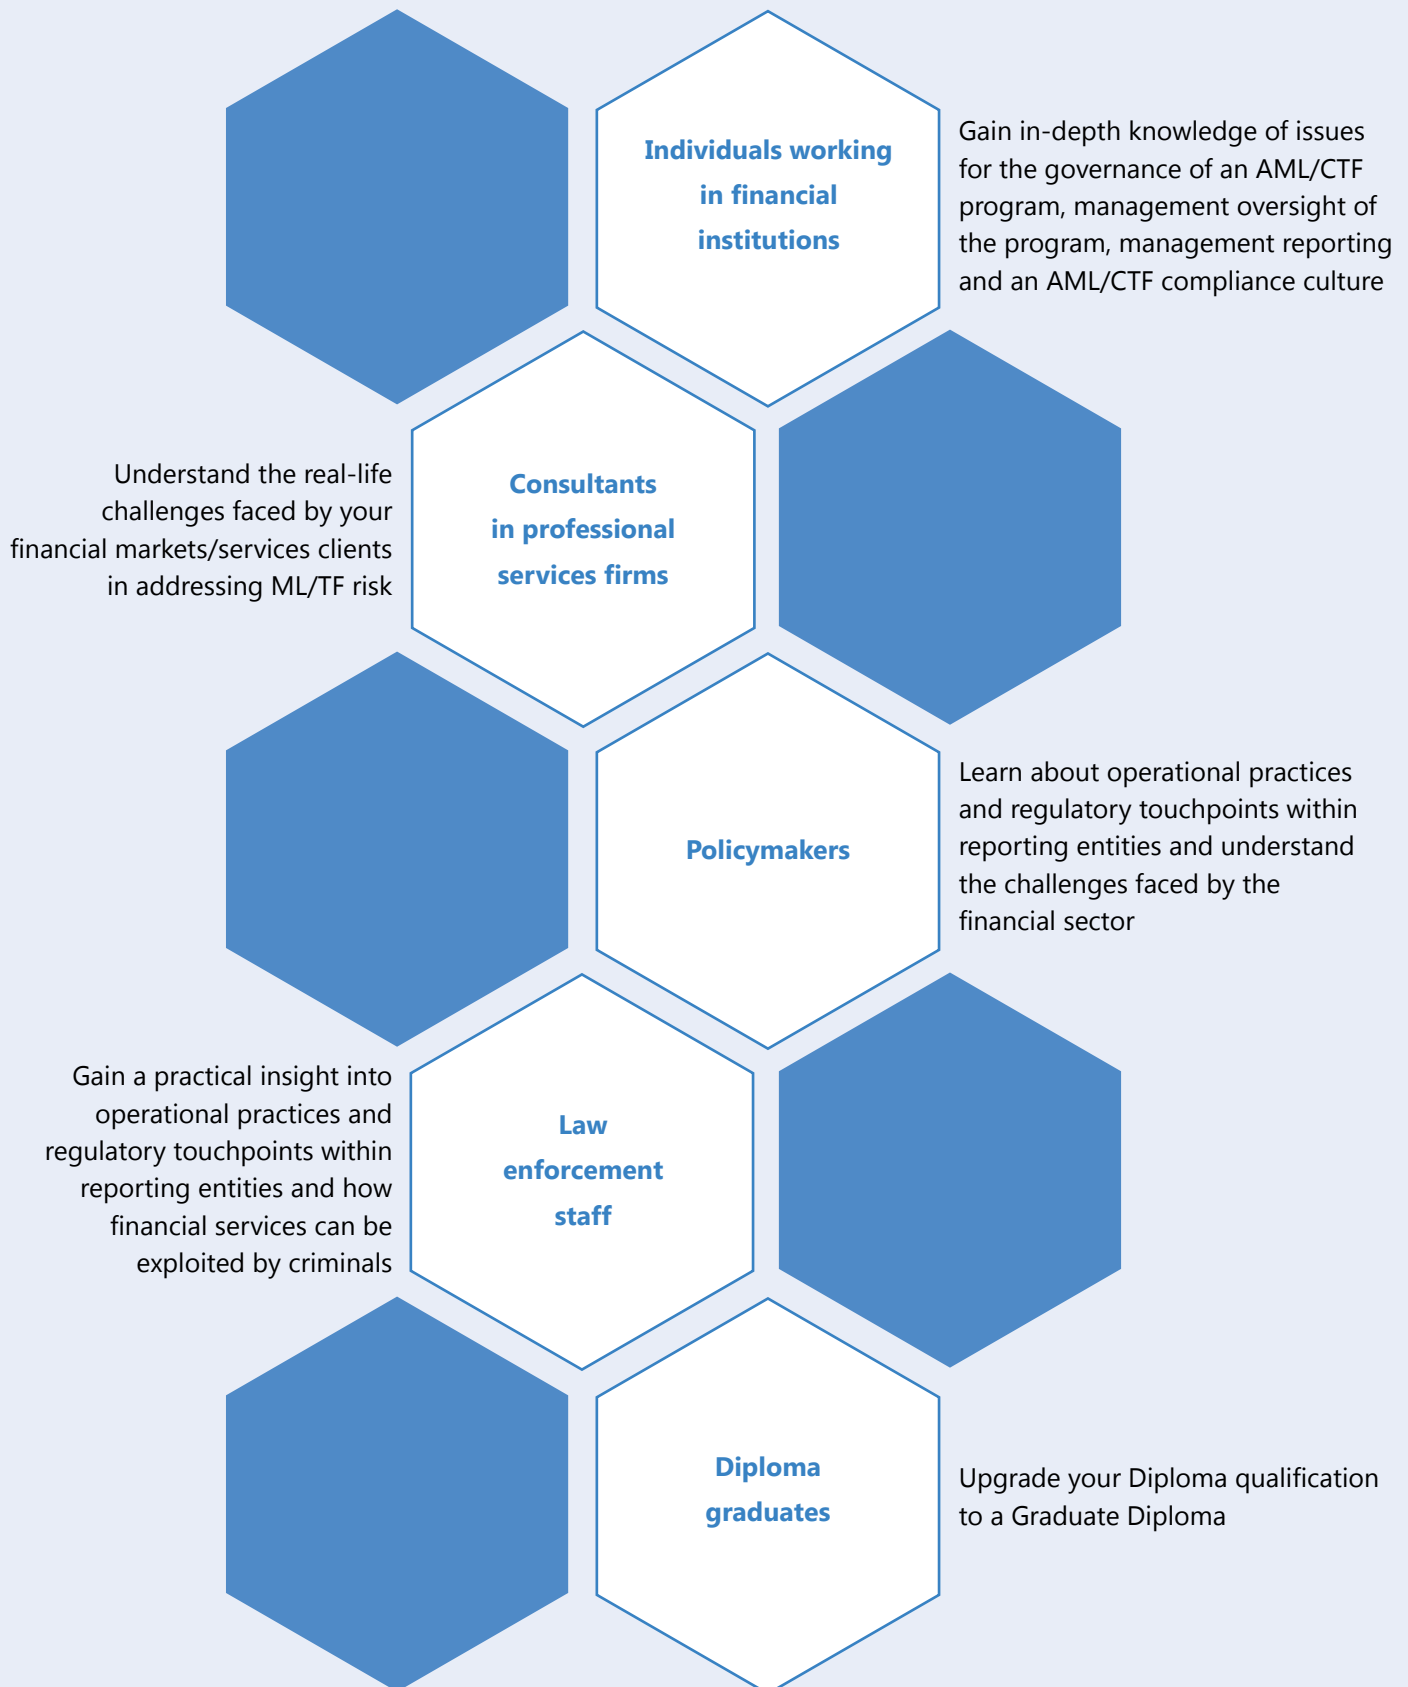 Individuals working
in financial
institutions
Gain in-depth knowledge of issues
for the governance of an AML/CTF
program, management oversight of
the program, management reporting
and an AML/CTF compliance culture
Understand the real-life
challenges faced by your
financial markets/services clients
in addressing ML/TF risk
Consultants
in professional
services firms
Policymakers
Learn about operational practices
and regulatory touchpoints within
reporting entities and understand
the challenges faced by the
financial sector
Gain a practical insight into
operational practices and
regulatory touchpoints within
reporting entities and how
financial services can be
exploited by criminals
Law
enforcement
staff
Diploma
graduates
Upgrade your Diploma qualification
to a Graduate Diploma